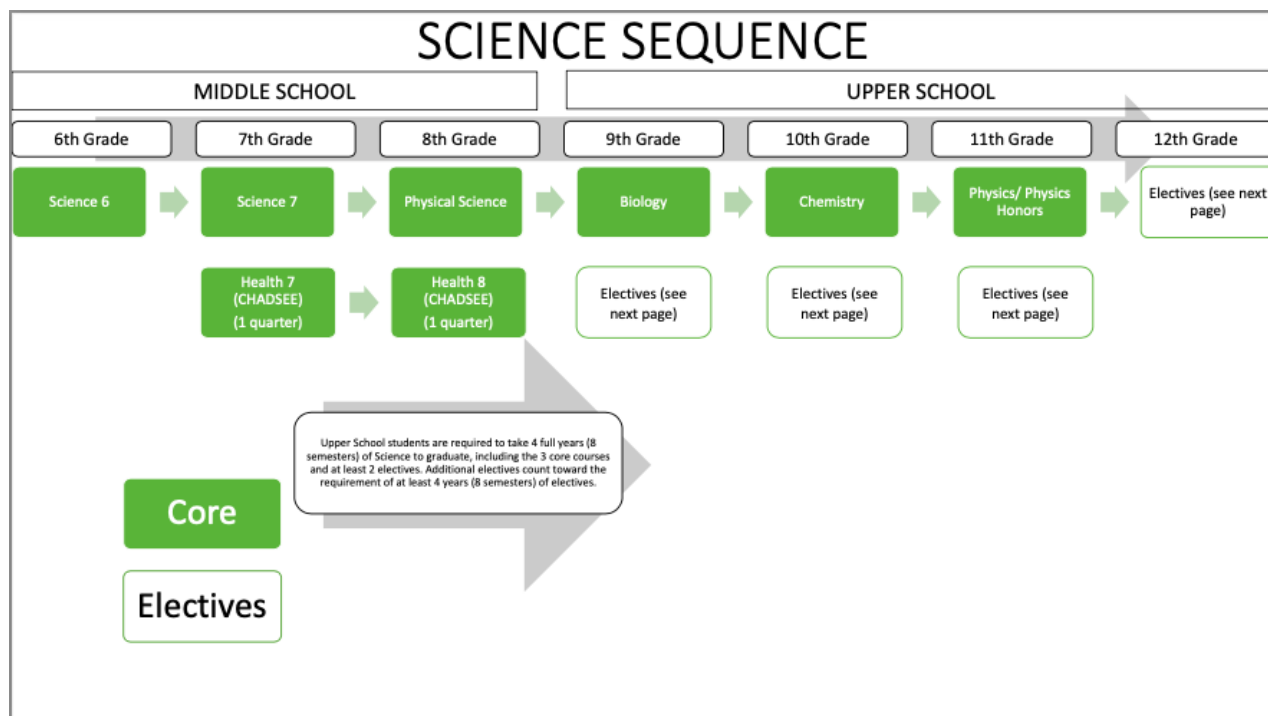 SCIENCE SEQUENCE
MIDDLE SCHOOL
UPPER SCHOOL
6th Grade
7th Grade
8th Grade
9th Grade
10th Grade
11th Grade
12th Grade
Science 6
Science 7
Physical Science
Biology
Chemistry
Physics/ Physics
Honors
Electives (see next
page)
Health 7
(CHADSEE)
(1 quarter)
Health 8
(CHADSEE)
(1 quarter)
Electives (see
next page)
Electives (see
next page)
Electives (see
next page)
Upper School students are required to take 4 full years (8
semesters) of Science to graduate, including the 3 core courses
and at least 2 electives. Additional electives count toward the
requirement of at least 4 years (8 semesters) of electives.
Core
Electives